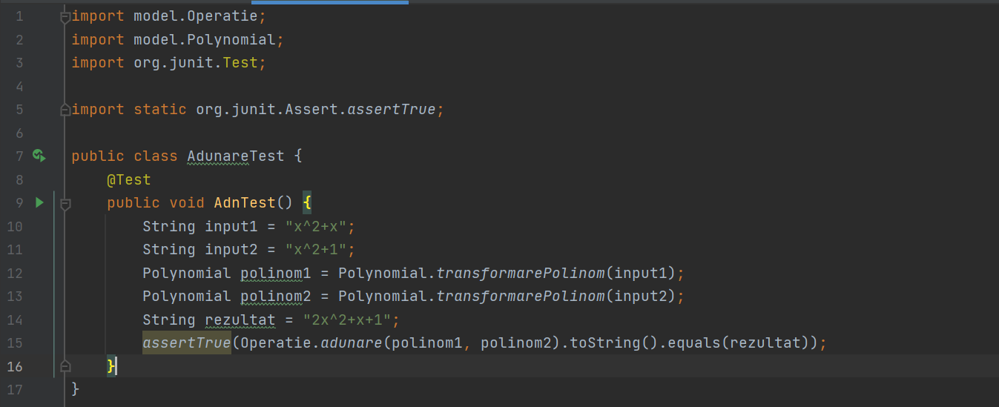 1 import model.Operatie;
2 import model.Polynomial;
3 import org.junit.Test;
4
5 import static org.junit.Assert.assertTrue;
6
7 public class AdunareTest {
8 @Test
9 public void AdnTest() {
10 String input1 = "x^2+x";
11 String input2 = "x^2+1";
12 Polynomial polinom1 = Polynomial.transformarePolinom(input1);
13 Polynomial polinom2 = Polynomial.transformarePolinom(input2);
14 String rezultat = "2x^2+x+1";
15 assertTrue(Operatie.adunare(polinom1, polinom2).toString().equals(rezultat));
16 }
17 }